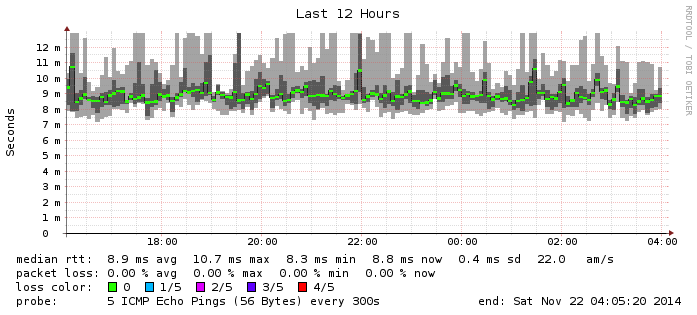 Last 12 Hours
RRDTOOL / TOBI OETIKER
Seconds
12 m
11 m
10 m
9 m
8 m
7 m
6 m
5 m
4 m
3 m
2 m
1 m
0
18:00 20:00 22:00 00:00 02:00 04:00
median rtt: 8.9 ms avg 10.7 ms max 8.3 ms min 8.8 ms now 0.4 ms sd 22.0 am/s
packet loss: 0.00 % avg 0.00 % max 0.00 % min 0.00 % now
loss color: 0 1/5 2/5 3/5 4/5
probe: 5 ICMP Echo Pings (56 Bytes) every 300s end: Sat Nov 22 04:05:20 2014